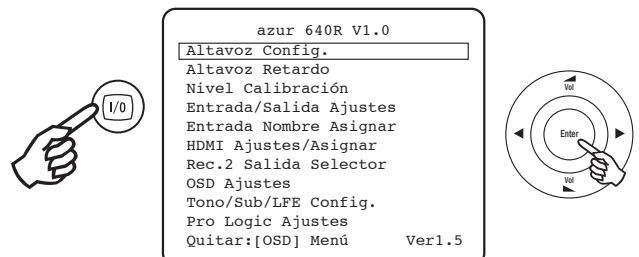 azur 640R V1.0
Altavoz Config.
Altavoz Retardo
Nivel Calibración
Entrada/Salida Ajustes
Entrada Nombre Asignar
HDMI Ajustes/Asignar
Rec.2 Salida Selector
OSD Ajustes
Tono/Sub/LFE Config.
Pro Logic Ajustes
Quitar:[OSD] Menú Ver1.5
I/0
Vol
Enter
Vol